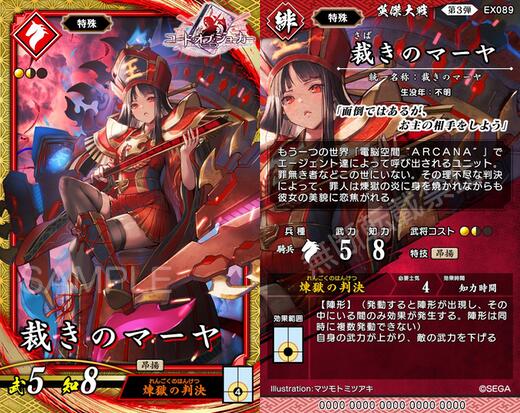 特殊
コード・オブ・ジョーカー
王
SAMPLE
裁きのマーヤ
昂揚
武5 知8
れんごくのはんけつ
煉獄の判決
4
絆
特殊
英傑大戦
第3弾
EX089
さば
裁きのマーヤ
統一名称:裁きのマーヤ
生没年:不明
「面倒ではあるが、
お主の相手をしよう」
もう一つの世界「電脳空間“ARCANA”」で
エージェント達によって呼び出されるユニット。
罪無き者などこの世にいない。その理不尽な判決
によって、罪人は煉獄の炎に身を焼かれながらも
彼女の美貌に恋焦がれる。
無断転載禁止
兵種 武力 知力 武将コスト
騎兵 5 8 特技 昂揚
れんごくのはんけつ 必要士気 効果時間
煉獄の判決 4 知力時間
効果範囲
【陣形】(発動すると陣形が出現し、その
中にいる間のみ効果が発生する。陣形は
同時に複数発動できない)
自身の武力が上がり、敵の武力を下げる
Illustration:マツモトミツアキ
©SEGA
0000-0000-0000-0000-0000